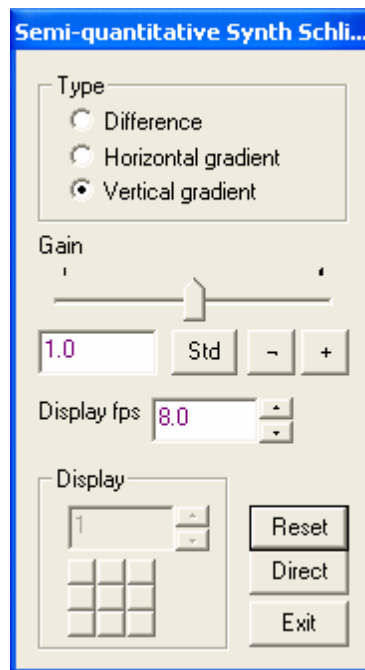 Semi-quantitative Synth Schli...
Type
Difference
Horizontal gradient
Vertical gradient
Gain
1.0 Std ¬ +
Display fps 8.0
Display
1
Reset
Direct
Exit